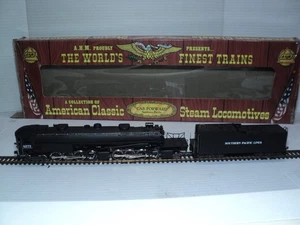 A.H.M. PROUDLY PRESENTS
THE WORLD'S FINEST TRAINS
A COLLECTION OF
American Classic Steam Locomotives
SOUTHERN PACIFIC LINES